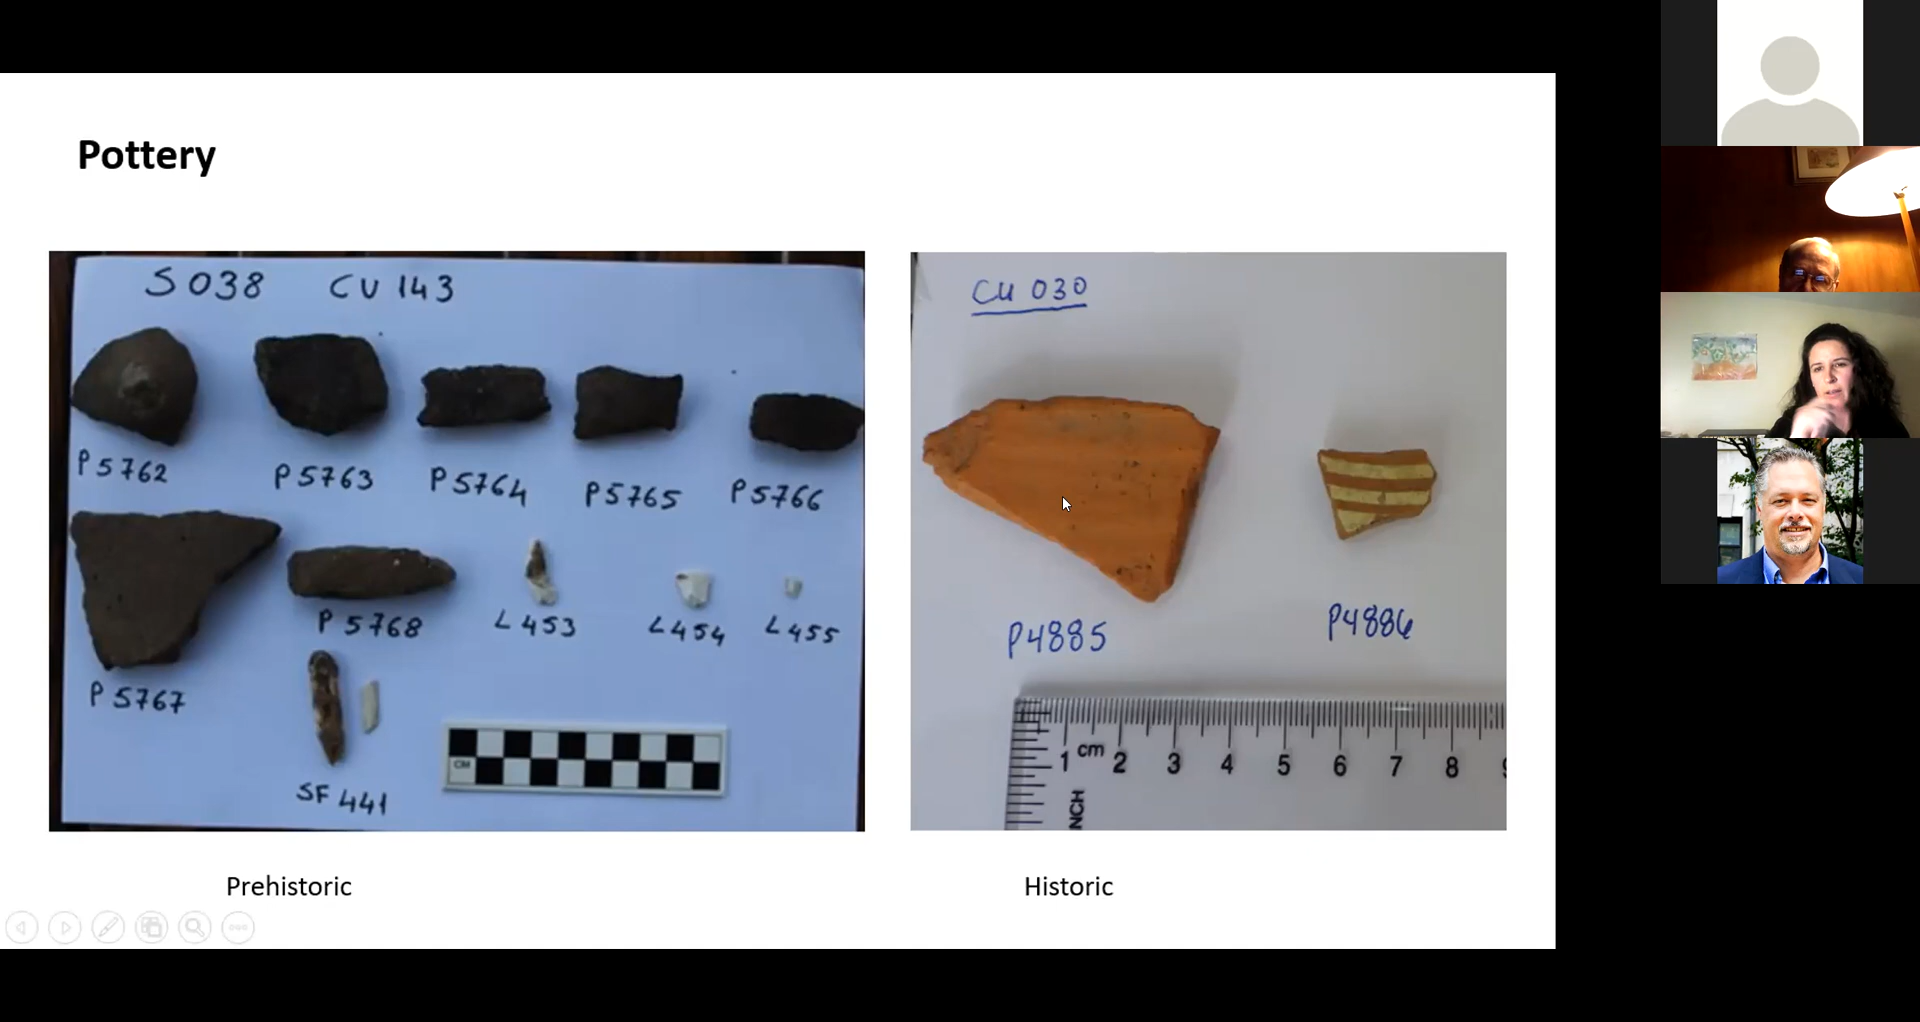 Pottery
S038 CU 143
P5762 P5763 P5764 P5765 P5766
P5768 L453 L454 L455
P5767
SF 441
CM
CU 030
P4885 P4886
1 cm 2 3 4 5 6 7 8
NCH
Prehistoric
Historic